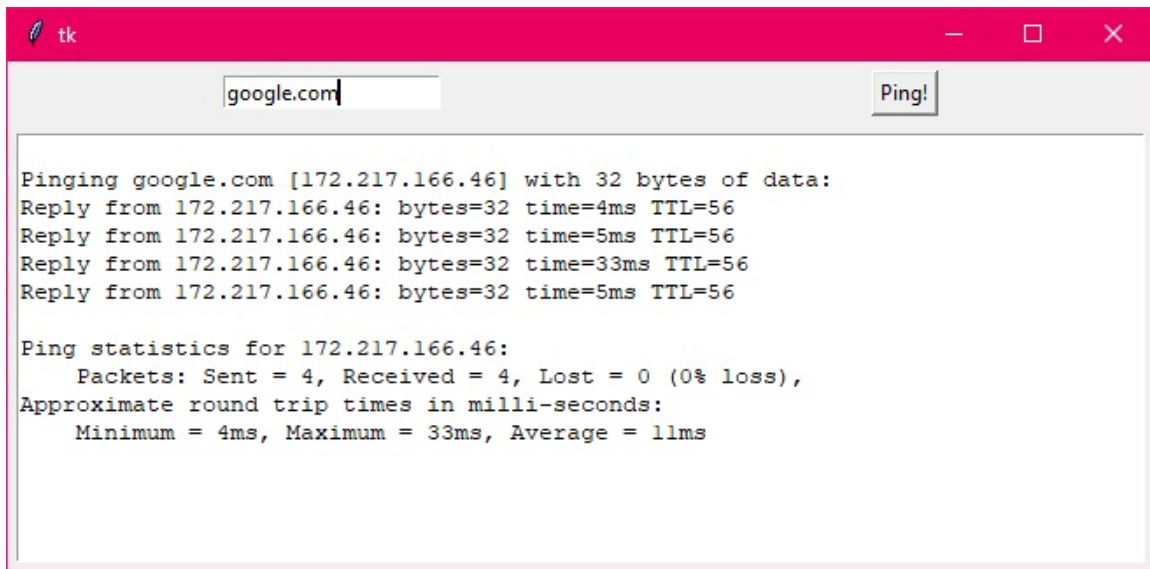 tk
google.com Ping!
Pinging google.com [172.217.166.46] with 32 bytes of data:
Reply from 172.217.166.46: bytes=32 time=4ms TTL=56
Reply from 172.217.166.46: bytes=32 time=5ms TTL=56
Reply from 172.217.166.46: bytes=32 time=33ms TTL=56
Reply from 172.217.166.46: bytes=32 time=5ms TTL=56
Ping statistics for 172.217.166.46:
    Packets: Sent = 4, Received = 4, Lost = 0 (0% loss),
Approximate round trip times in milli-seconds:
    Minimum = 4ms, Maximum = 33ms, Average = 11ms